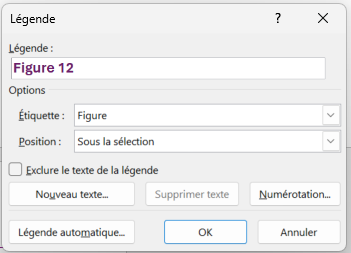 Légende
Légende :
Figure 12
Options
Étiquette : Figure
Position : Sous la sélection
Exclure le texte de la légende
Nouveau texte... Supprimer texte Numérotation...
Légende automatique... OK Annuler